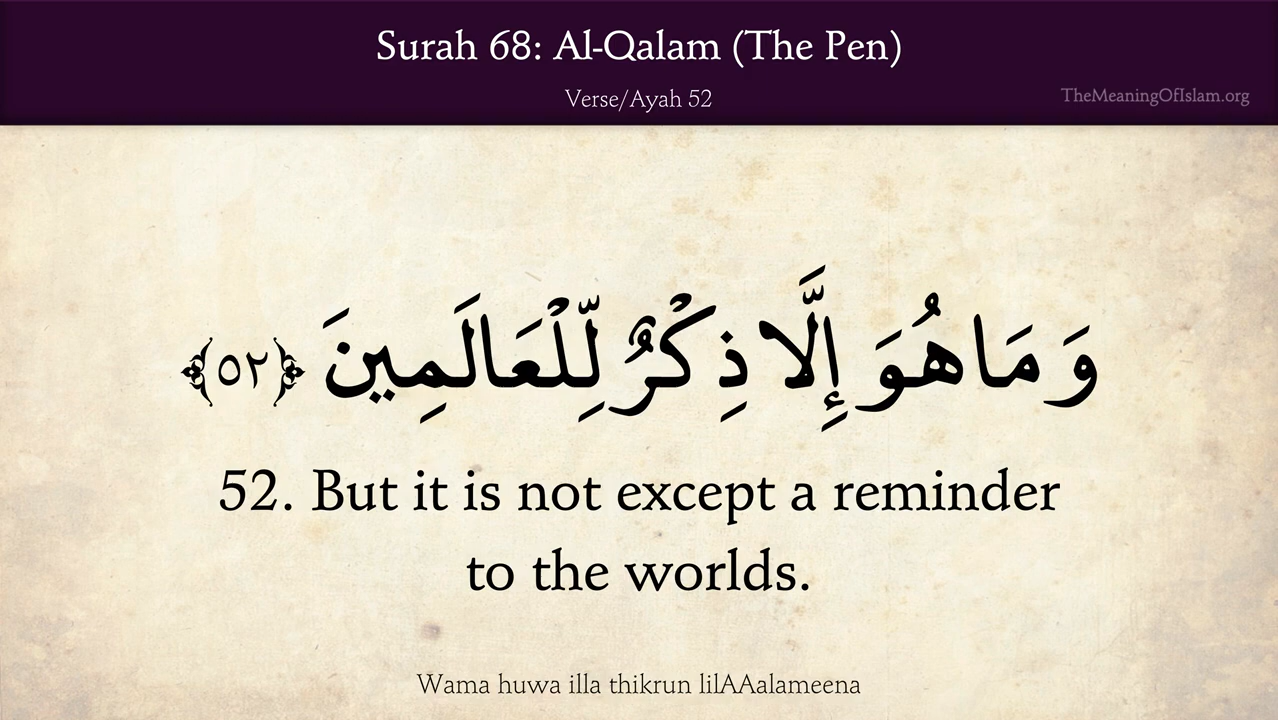 Surah 68: Al-Qalam (The Pen)
Verse/Ayah 52
TheMeaningOfIslam.org
وَمَا هُوَ إِلَّا ذِكْرٌ لِّلْعَالَمِينَ ﴿٥٢﴾
52. But it is not except a reminder
to the worlds.
Wama huwa illa thikrun lilAAalameena